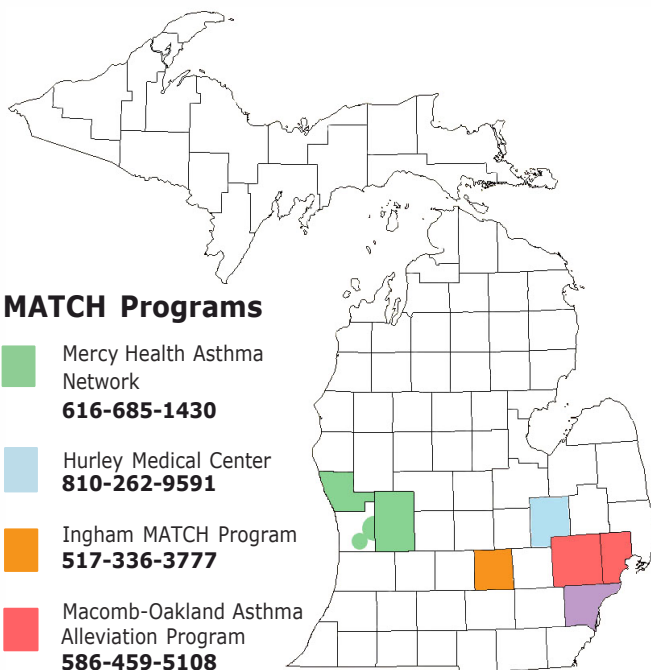 MATCH Programs
Mercy Health Asthma
Network
616-685-1430
Hurley Medical Center
810-262-9591
Ingham MATCH Program
517-336-3777
Macomb-Oakland Asthma
Alleviation Program
586-459-5108